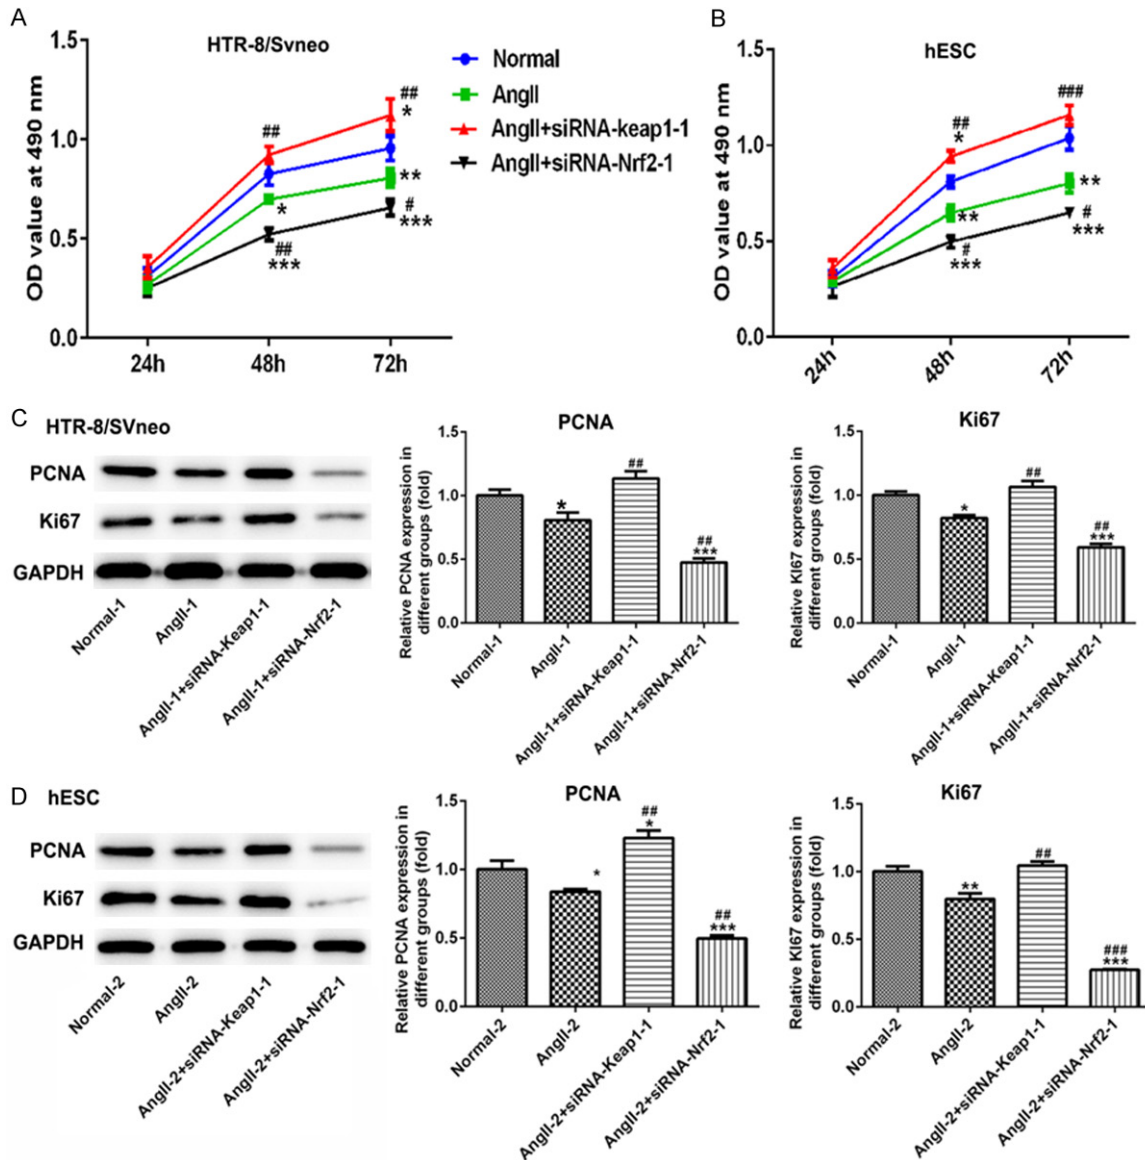 A
HTR-8/Svneo
OD value at 490 nm
1.5
1.0
0.5
0.0
24h
48h
72h
##
*
##
##
*
**
##
***
#
***
Normal
AngII
AngII+siRNA-keap1-1
AngII+siRNA-Nrf2-1
B
hESC
OD value at 490 nm
1.5
1.0
0.5
0.0
24h
48h
72h
##
*
###
**
**
#
***
#
***
C
HTR-8/SVneo
PCNA
Ki67
GAPDH
Normal-1
AngII-1
AngII-1+siRNA-Keap1-1
AngII-1+siRNA-Nrf2-1
PCNA
Relative PCNA expression in
different groups (fold)
1.5
1.0
0.5
0.0
*
##
##
***
Normal-1
AngII-1
AngII-1+siRNA-Keap1-1
AngII-1+siRNA-Nrf2-1
Ki67
Relative KI67 expression in
different groups (fold)
1.5
1.0
0.5
0.0
*
##
##
***
Normal-1
AngII-1
AngII-1+siRNA-Keap1-1
AngII-1+siRNA-Nrf2-1
D
hESC
PCNA
Ki67
GAPDH
Normal-2
AngII-2
AngII-2+siRNA-Keap1-1
AngII-2+siRNA-Nrf2-1
PCNA
Relative PCNA expression in
different groups (fold)
1.5
1.0
0.5
0.0
*
##
*
##
***
Normal-2
AngII-2
AngII-2+siRNA-Keap1-1
AngII-2+siRNA-Nrf2-1
Ki67
Relative KI67 expression in
different groups (fold)
1.5
1.0
0.5
0.0
**
##
###
***
Normal-2
AngII-2
AngII-2+siRNA-Keap1-1
AngII-2+siRNA-Nrf2-1